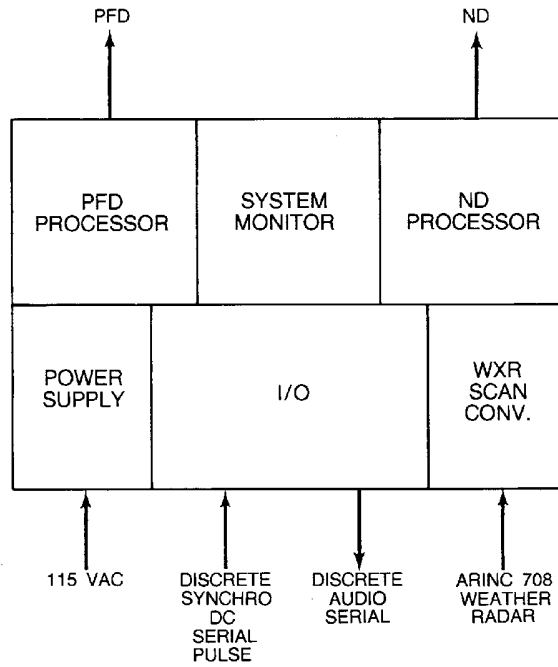 PFD
ND
PFD
PROCESSOR
SYSTEM
MONITOR
ND
PROCESSOR
POWER
SUPPLY
I/O
WXR
SCAN
CONV.
115 VAC
DISCRETE
SYNCHRO
DC
SERIAL
PULSE
DISCRETE
AUDIO
SERIAL
ARINC 708
WEATHER
RADAR